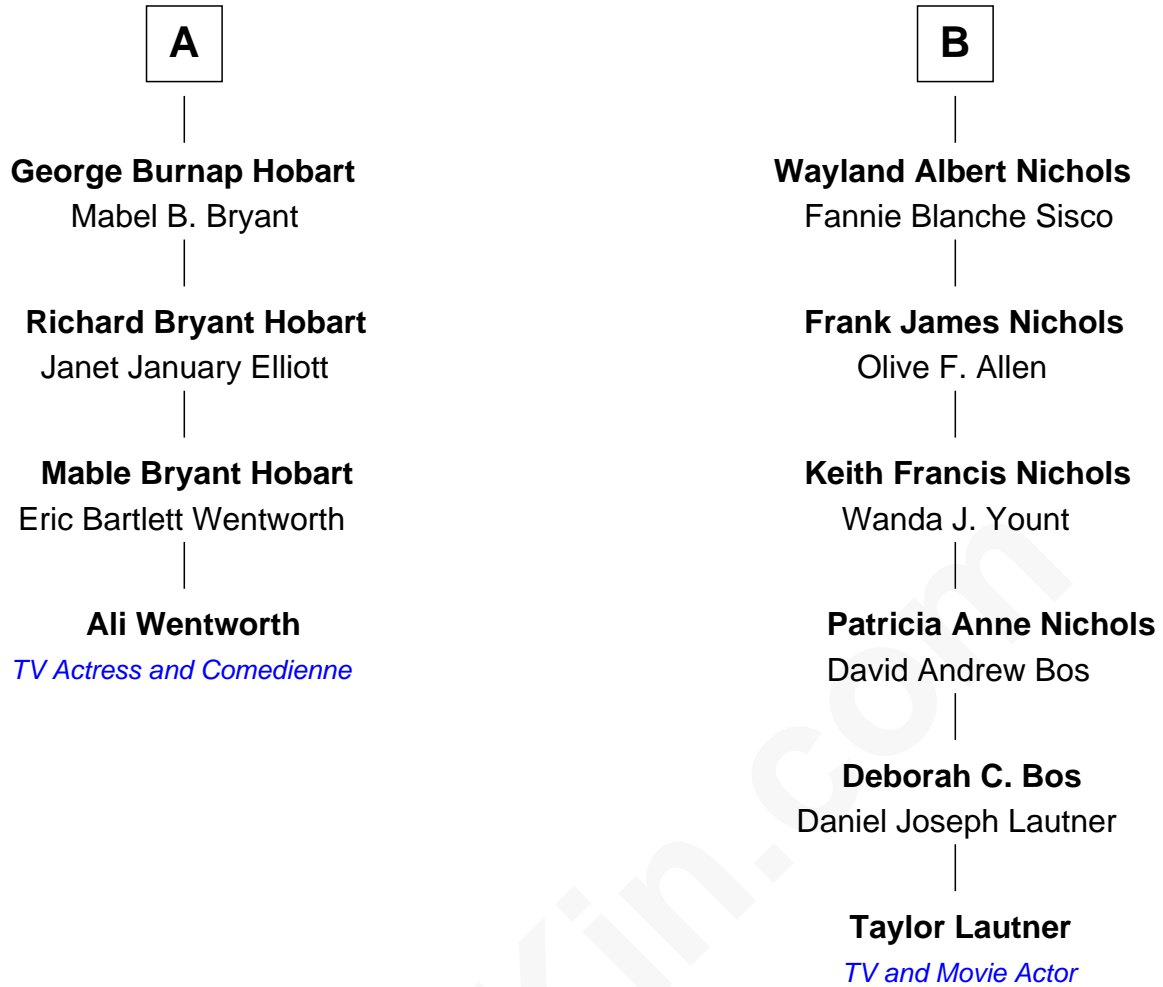 A
George Burnap Hobart
Mabel B. Bryant
Richard Bryant Hobart
Janet January Elliott
Mable Bryant Hobart
Eric Bartlett Wentworth
Ali Wentworth
TV Actress and Comedienne
B
Wayland Albert Nichols
Fannie Blanche Sisco
Frank James Nichols
Olive F. Allen
Keith Francis Nichols
Wanda J. Yount
Patricia Anne Nichols
David Andrew Bos
Deborah C. Bos
Daniel Joseph Lautner
Taylor Lautner
TV and Movie Actor
Kin.com